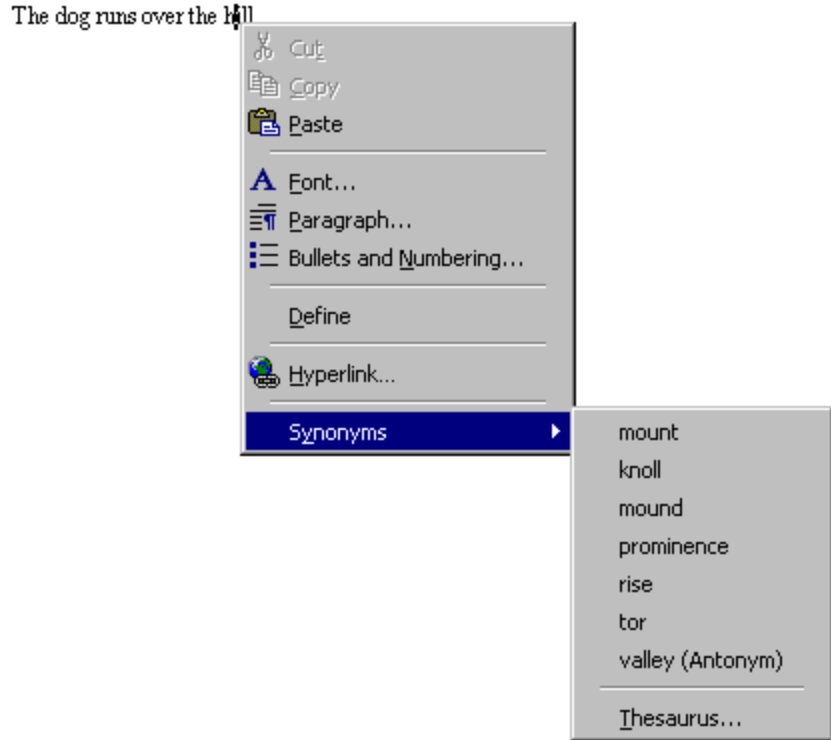 The dog runs over the hill
Cut
Copy
Paste
Font...
Paragraph...
Bullets and Numbering...
Define
Hyperlink...
Synonyms
mount
knoll
mound
prominence
rise
tor
valley (Antonym)
Thesaurus...